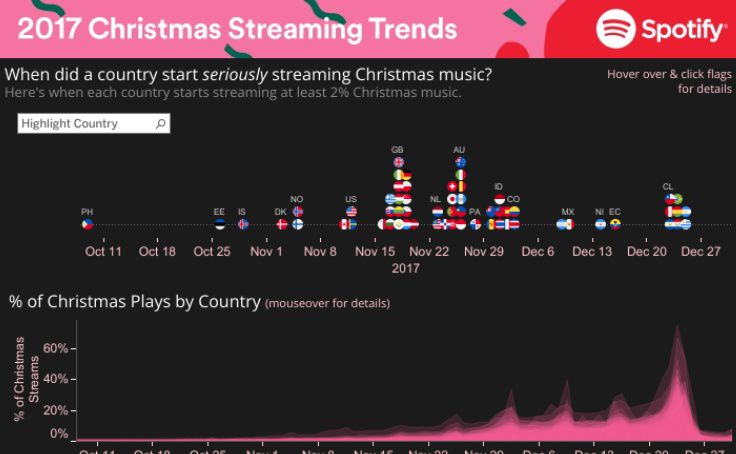 2017 Christmas Streaming Trends
Spotify
When did a country start seriously streaming Christmas music?
Here's when each country starts streaming at least 2% Christmas music.
Hover over & click flags
for details
Highlight Country
GB AU
ID CL
NO US NL CO
PH EE IS DK PA MX NI EC
Oct 11 Oct 18 Oct 25 Nov 1 Nov 8 Nov 15 Nov 22 Nov 29 Dec 6 Dec 13 Dec 20 Dec 27
2017
% of Christmas Plays by Country (mouseover for details)
% of Christmas
Streams
60%
40%
20%
0%
Oct 11 Oct 18 Oct 25 Nov 1 Nov 8 Nov 15 Nov 22 Nov 29 Dec 6 Dec 13 Dec 20 Dec 27